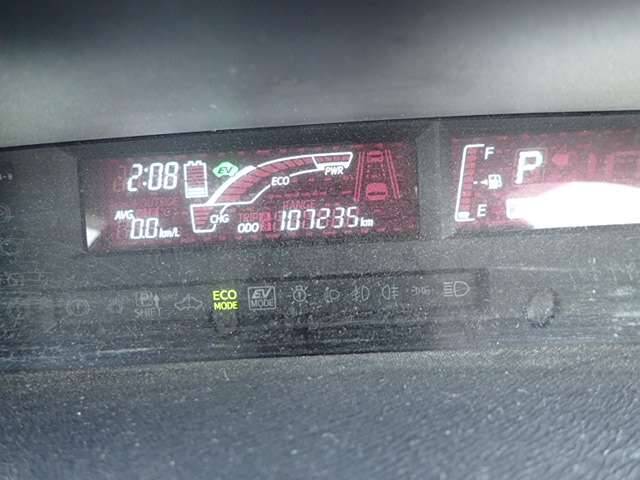 2:08 EV ECO PWR F P
AVG CHG TRIP RANGE E
0.0 km/L ODO 107235 km
P SHIFT ECO MODE EV MODE